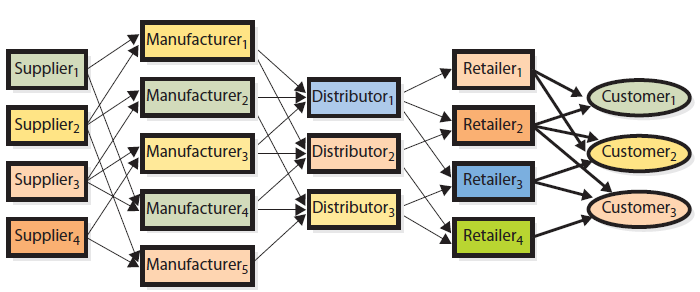 Supplier1
Supplier2
Supplier3
Supplier4
Manufacturer1
Manufacturer2
Manufacturer3
Manufacturer4
Manufacturer5
Distributor1
Distributor2
Distributor3
Retailer1
Retailer2
Retailer3
Retailer4
Customer1
Customer2
Customer3